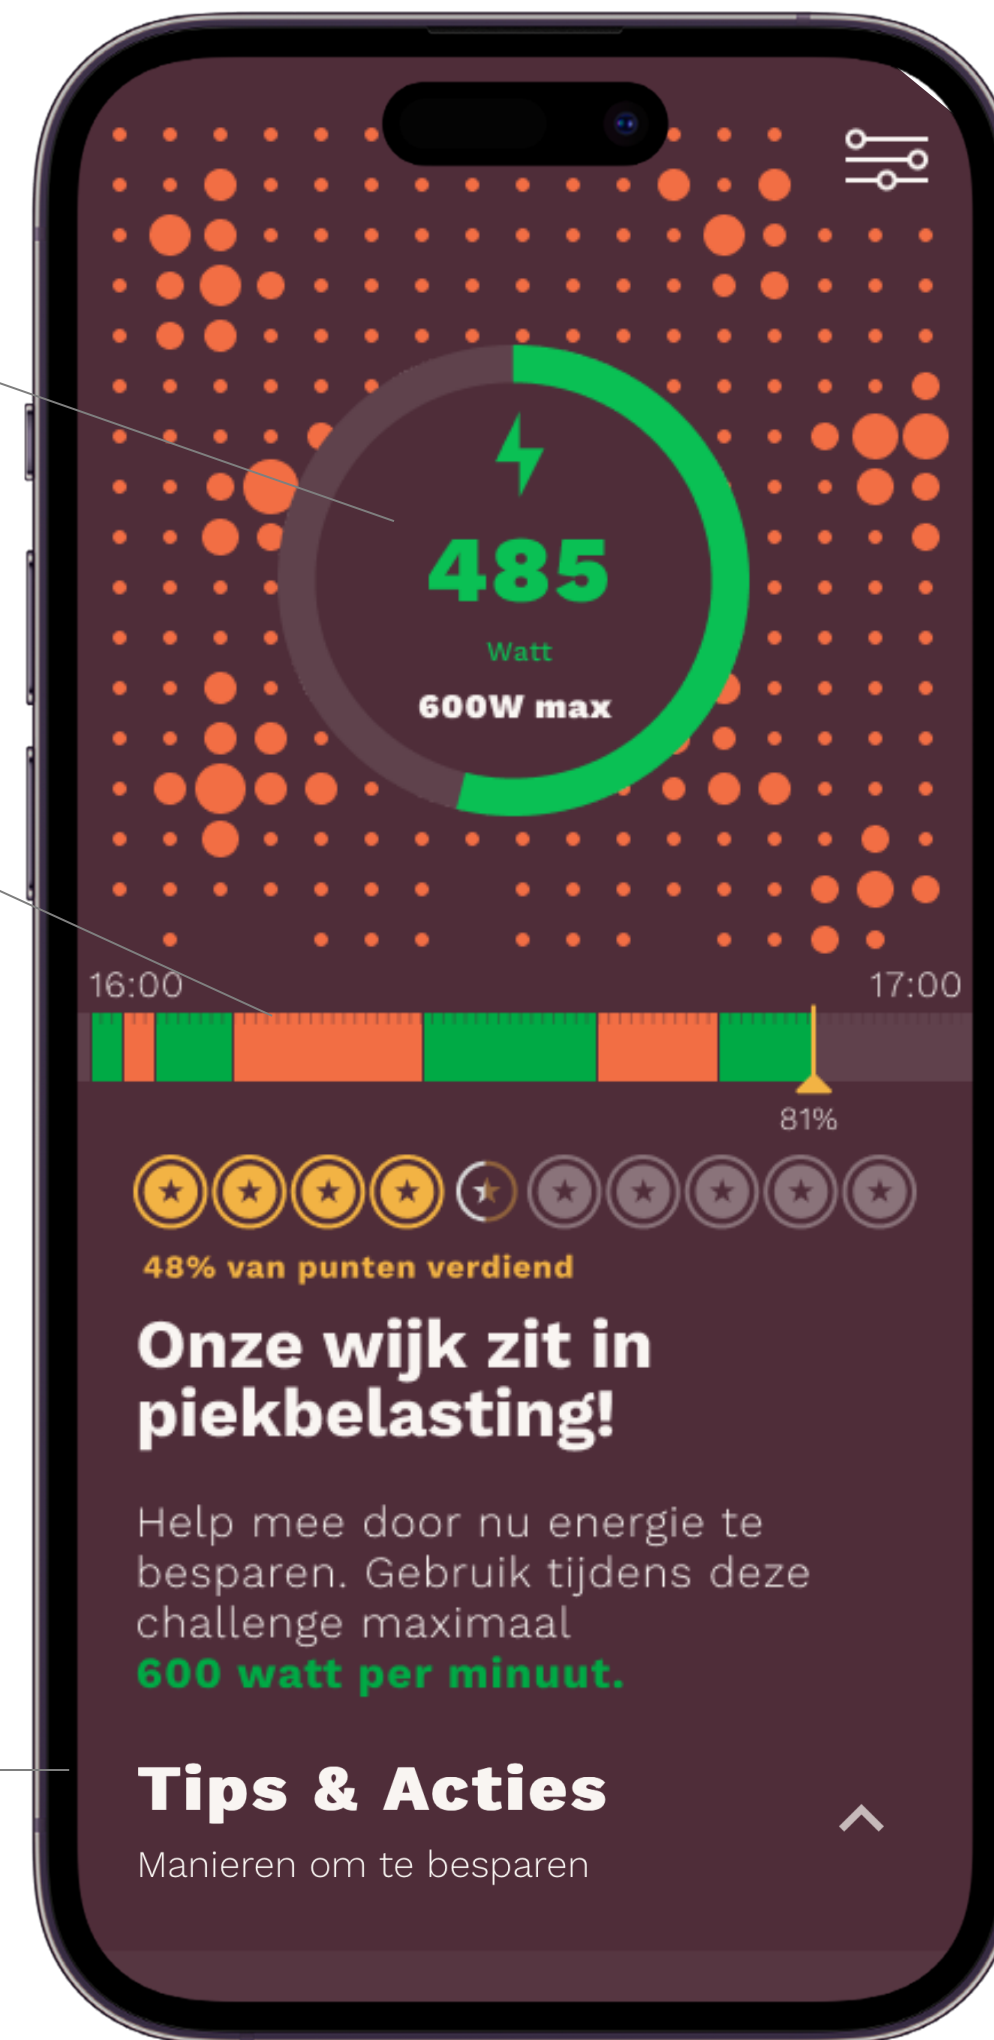 485
Watt
600W max
16:00
17:00
81%
48% van punten verdiend
Onze wijk zit in
piekbelasting!
Help mee door nu energie te
besparen. Gebruik tijdens deze
challenge maximaal
600 watt per minuut.
Tips & Acties
Manieren om te besparen